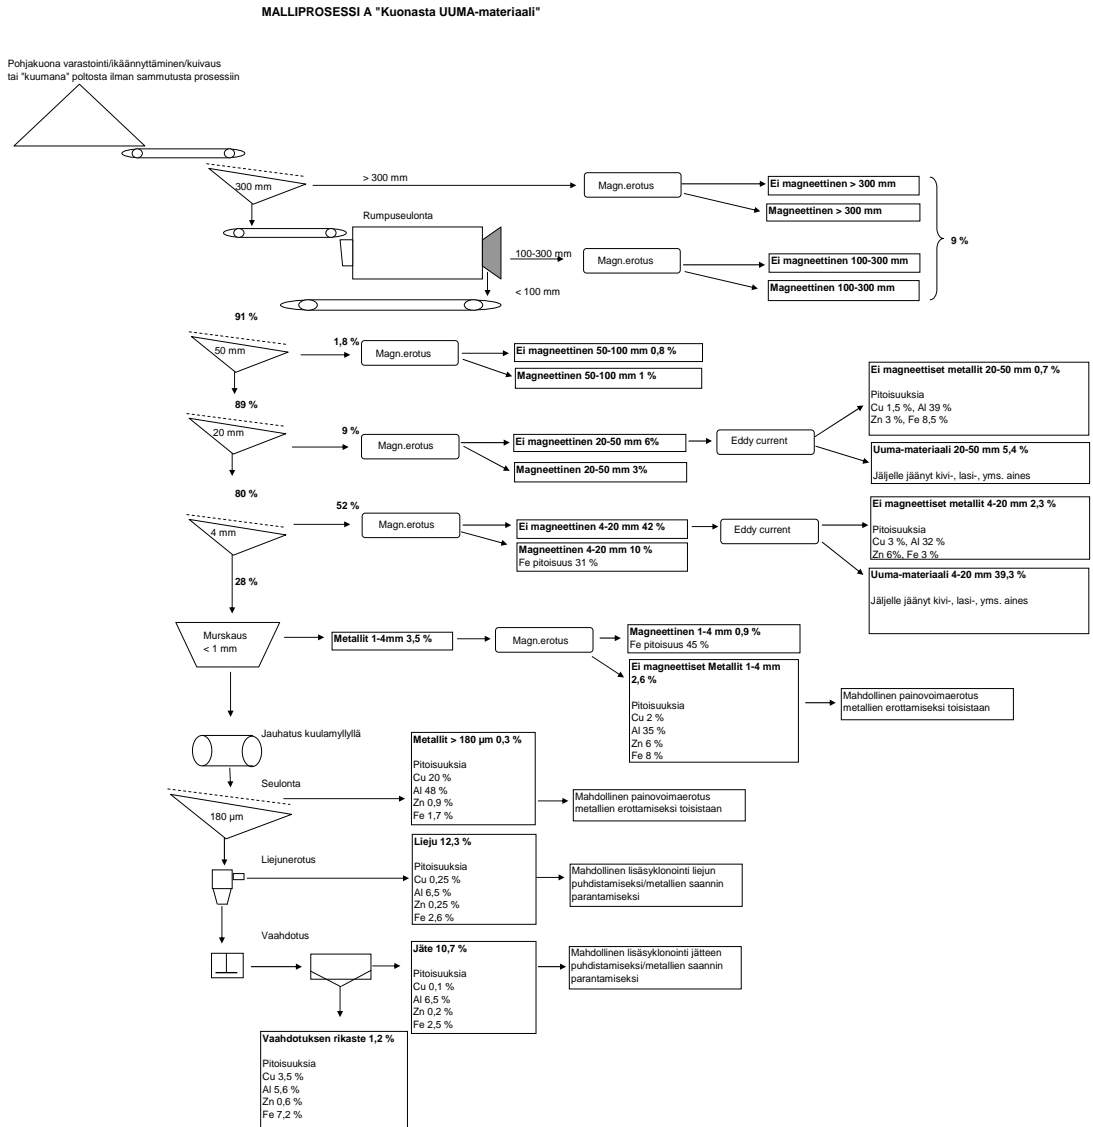 MALLIPROSESSI A "Kuonasta UUMA-materiaali"
Pohjakuona varastointi/ikäännyttäminen/kuivaus
tai "kuumana" poltosta ilman sammutusta prosessiin
300 mm
> 300 mm
Magn.erotus
Ei magneettinen > 300 mm
Magneettinen > 300 mm
9 %
Rumpuseulonta
100-300 mm
Magn.erotus
Ei magneettinen 100-300 mm
Magneettinen 100-300 mm
< 100 mm
91 %
50 mm
1,8 %
Magn.erotus
Ei magneettinen 50-100 mm 0,8 %
Magneettinen 50-100 mm 1 %
89 %
20 mm
9 %
Magn.erotus
Ei magneettinen 20-50 mm 6%
Magneettinen 20-50 mm 3%
Eddy current
Ei magneettiset metallit 20-50 mm 0,7 %
Pitoisuuksia
Cu 1,5 %, Al 39 %
Zn 3 %, Fe 8,5 %
Uuma-materiaali 20-50 mm 5,4 %
Jäljelle jäänyt kivi-, lasi-, yms. aines
80 %
4 mm
52 %
Magn.erotus
Ei magneettinen 4-20 mm 42 %
Magneettinen 4-20 mm 10 %
Fe pitoisuus 31 %
Eddy current
Ei magneettiset metallit 4-20 mm 2,3 %
Pitoisuuksia
Cu 3 %, Al 32 %
Zn 6%, Fe 3 %
Uuma-materiaali 4-20 mm 39,3 %
Jäljelle jäänyt kivi-, lasi-, yms. aines
28 %
Murskaus
< 1 mm
Metallit 1-4mm 3,5 %
Magn.erotus
Magneettinen 1-4 mm 0,9 %
Fe pitoisuus 45 %
Ei magneettiset Metallit 1-4 mm
2,6 %
Pitoisuuksia
Cu 2 %
Al 35 %
Zn 6 %
Fe 8 %
Mahdollinen painovoimaerotus
metallien erottamiseksi toisistaan
Jauhatus kuulamyllyllä
Seulonta
180 µm
Metallit > 180 µm 0,3 %
Pitoisuuksia
Cu 20 %
Al 48 %
Zn 0,9 %
Fe 1,7 %
Mahdollinen painovoimaerotus
metallien erottamiseksi toisistaan
Liejunerotus
Lieju 12,3 %
Pitoisuuksia
Cu 0,25 %
Al 6,5 %
Zn 0,25 %
Fe 2,6 %
Mahdollinen lisäsyklonointi liejun
puhdistamiseksi/metallien saannin
parantamiseksi
Vaahdotus
Jäte 10,7 %
Pitoisuuksia
Cu 0,1 %
Al 6,5 %
Zn 0,2 %
Fe 2,5 %
Mahdollinen lisäsyklonointi jätteen
puhdistamiseksi/metallien saannin
parantamiseksi
Vaahdotuksen rikaste 1,2 %
Pitoisuuksia
Cu 3,5 %
Al 5,6 %
Zn 0,6 %
Fe 7,2 %